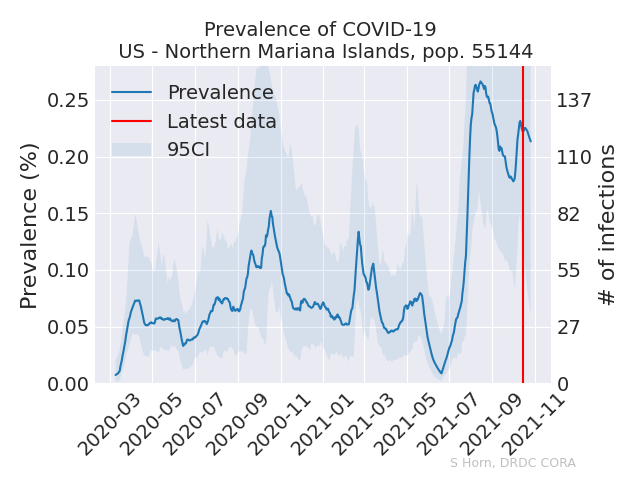 Prevalence of COVID-19
US - Northern Mariana Islands, pop. 55144
Prevalence
Latest data
95CI
Prevalence (%)
0.25
0.20
0.15
0.10
0.05
0.00
137
110
82
55
27
0
# of infections
2020-03
2020-05
2020-07
2020-09
2020-11
2021-01
2021-03
2021-05
2021-07
2021-09
2021-11
S Horn, DRDC CORA